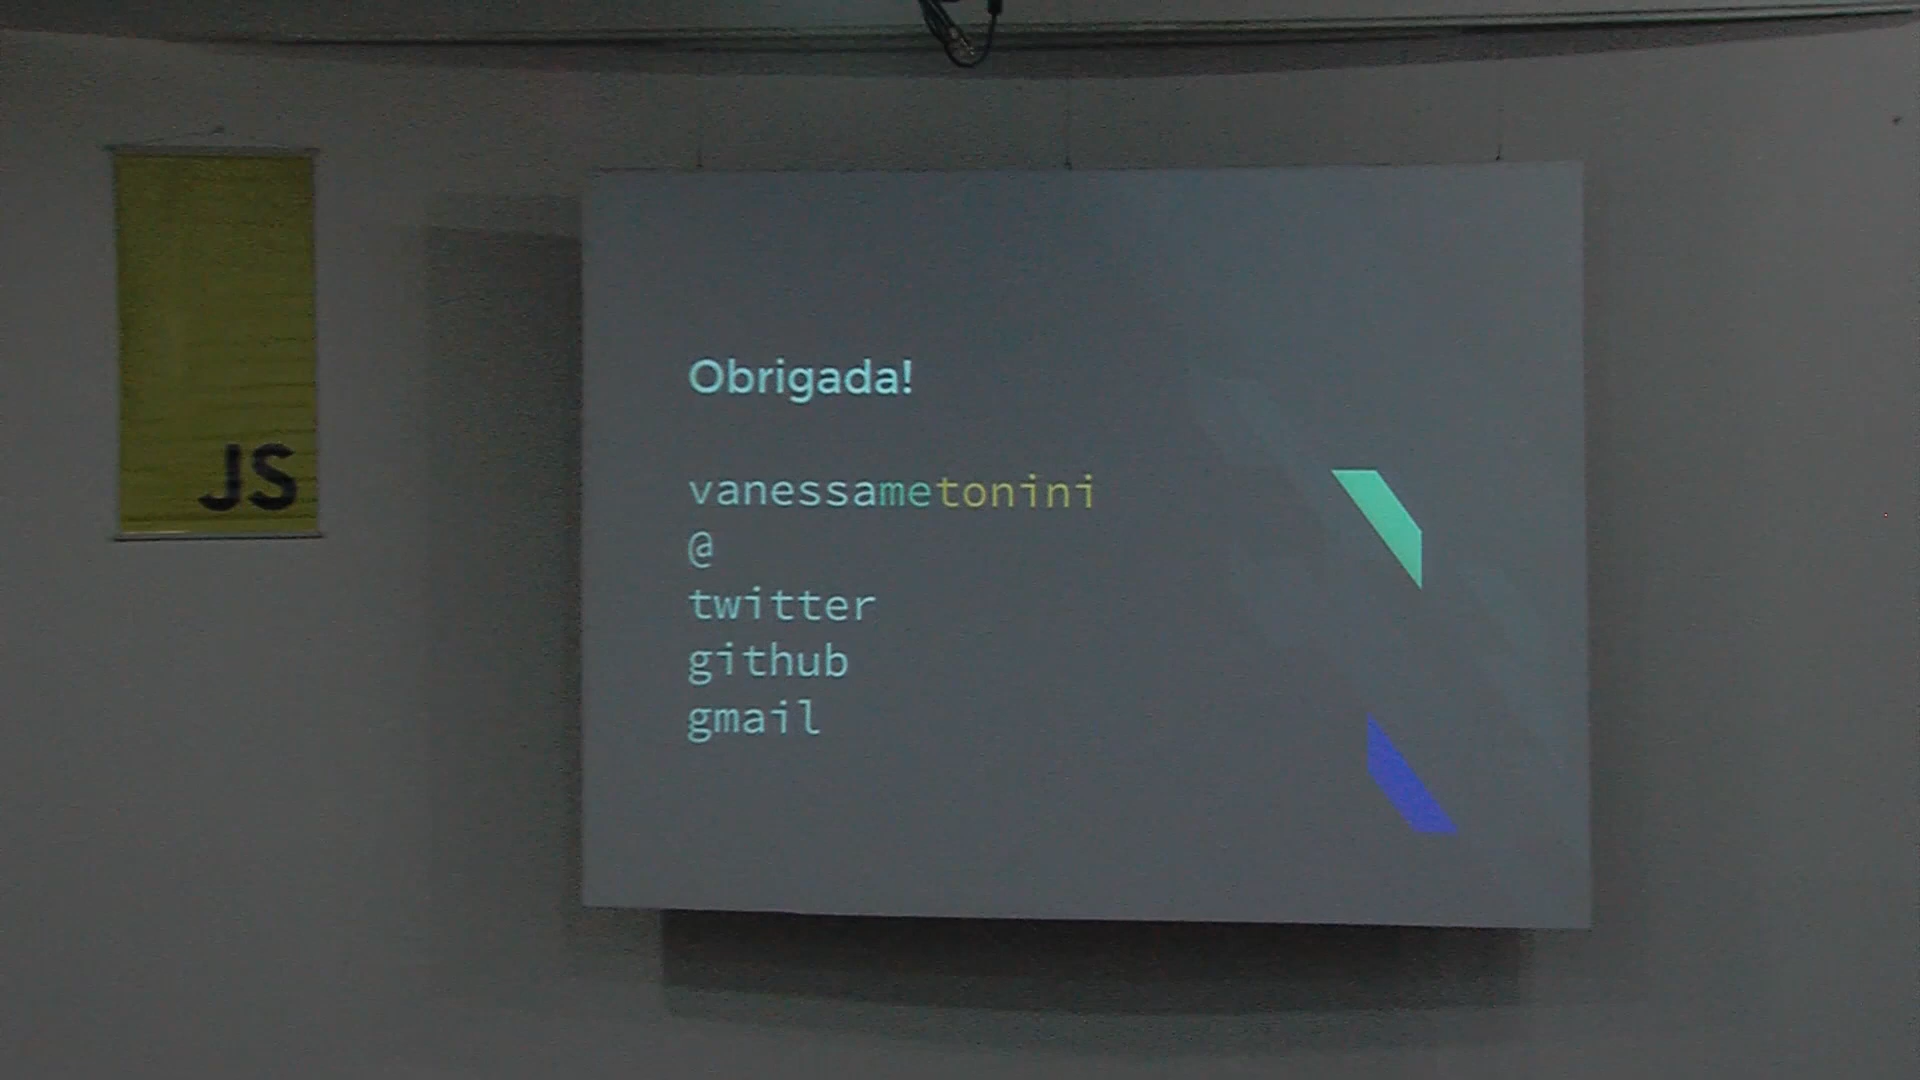 JS
Obrigada!
vanessametonini
@
twitter
github
gmail